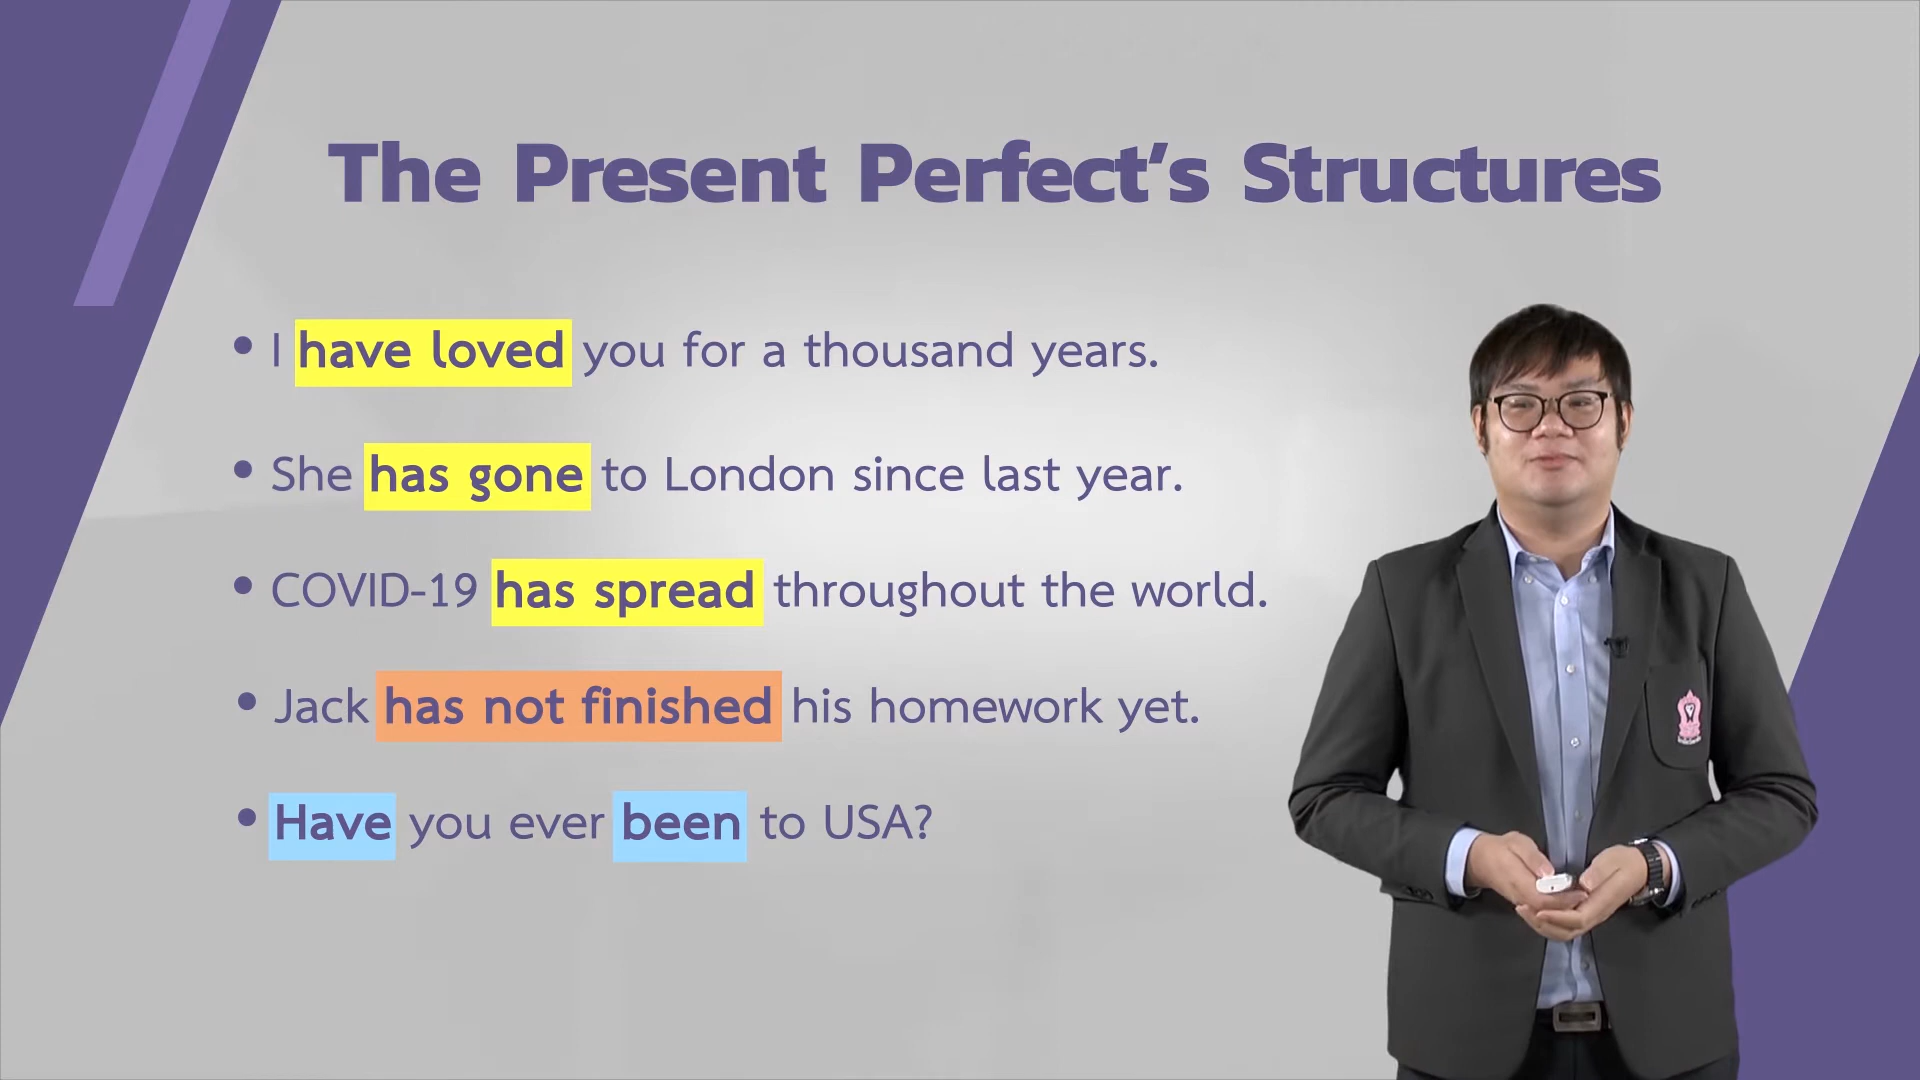 The Present Perfect's Structures
• I have loved you for a thousand years.
• She has gone to London since last year.
• COVID-19 has spread throughout the world.
• Jack has not finished his homework yet.
• Have you ever been to USA?